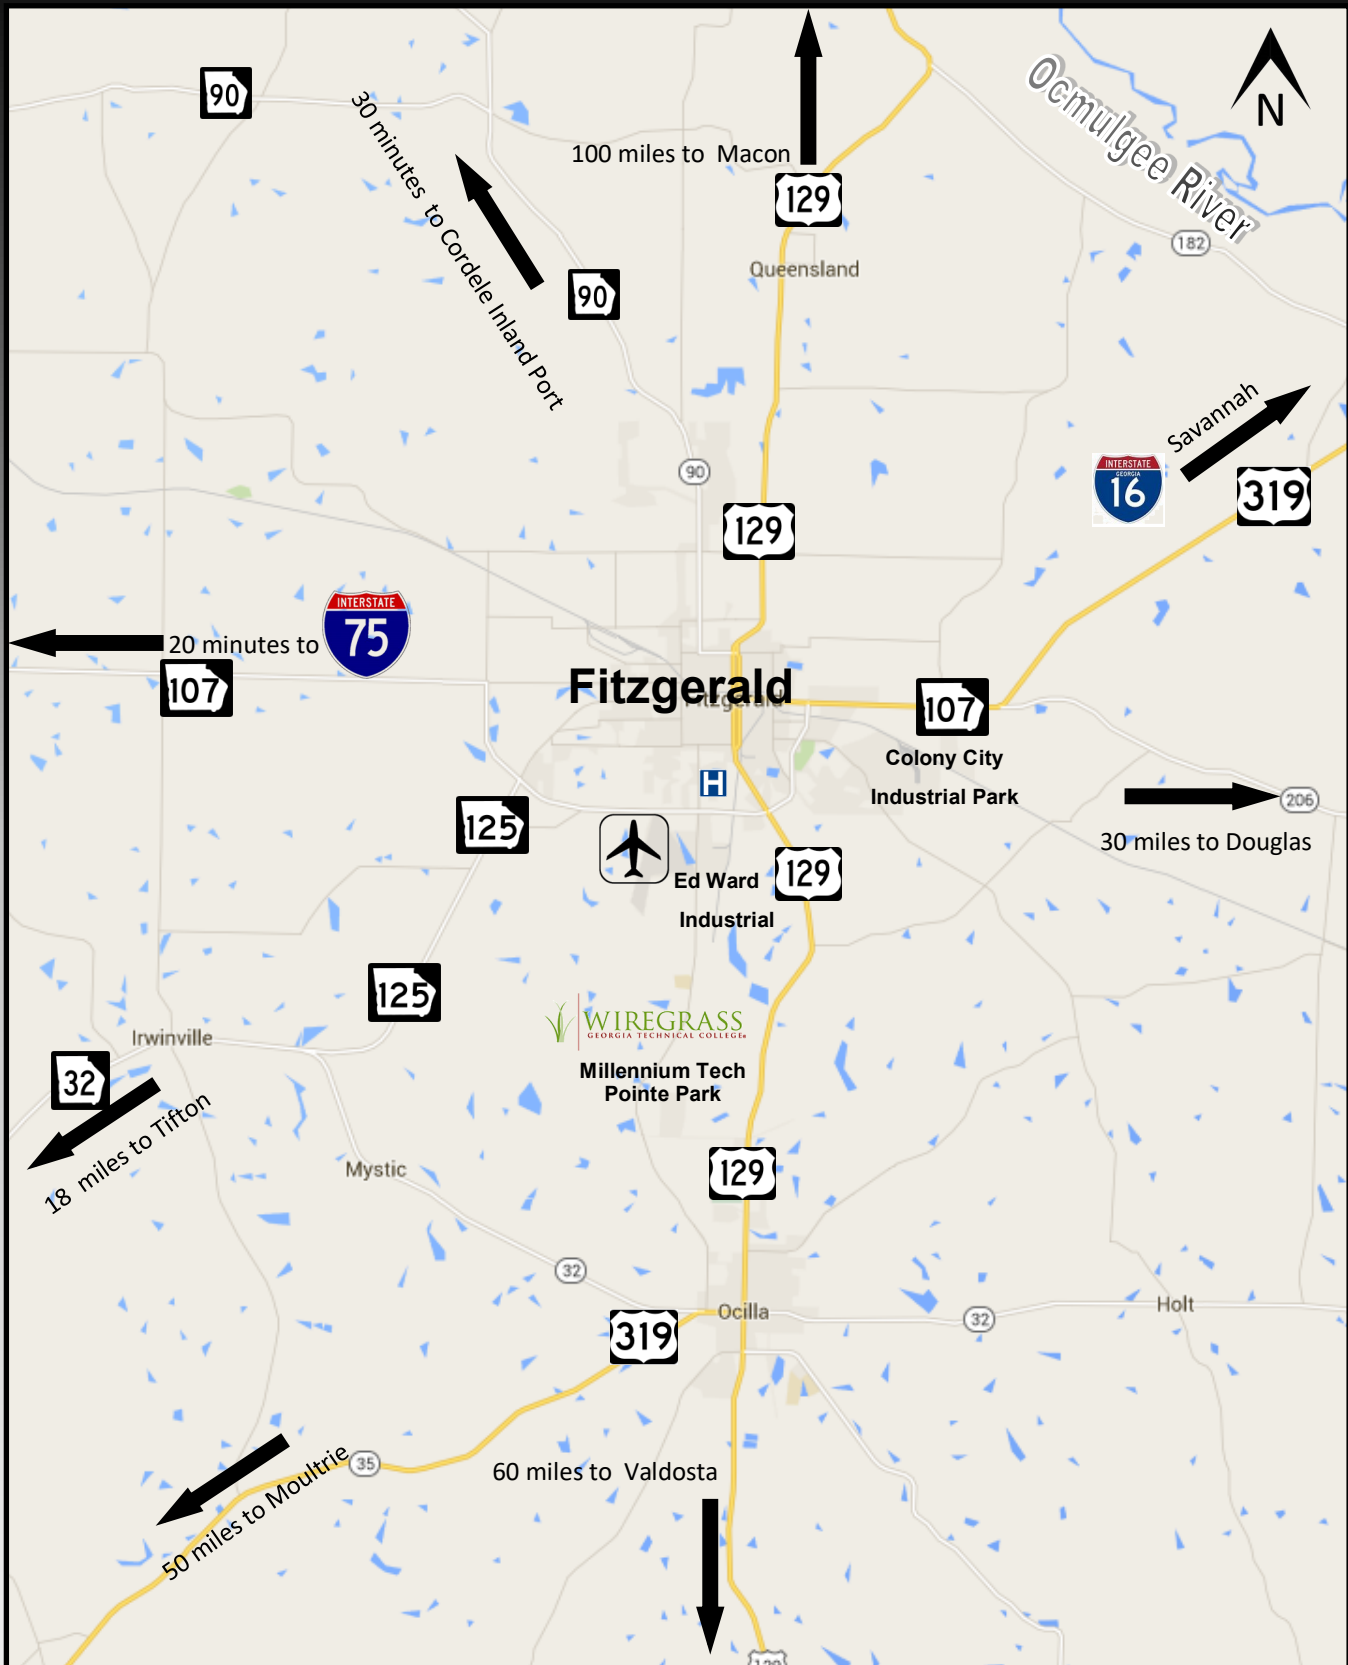 90
30 minutes to Cordele Inland Port
100 miles to Macon
129
Ocmulgee River
N
182
Queensland
90
Savannah
INTERSTATE
GEORGIA
16
319
90
129
20 minutes to
INTERSTATE
75
107
Fitzgerald
Fitzgerald
107
Colony City
Industrial Park
H
206
30 miles to Douglas
125
Ed Ward
Industrial
129
125
WIREGRASS
GEORGIA TECHNICAL COLLEGE
Millennium Tech
Pointe Park
Irwinville
32
18 miles to Tifton
Mystic
129
32
Ocilla
319
32
Holt
35
50 miles to Moultrie
60 miles to Valdosta
129